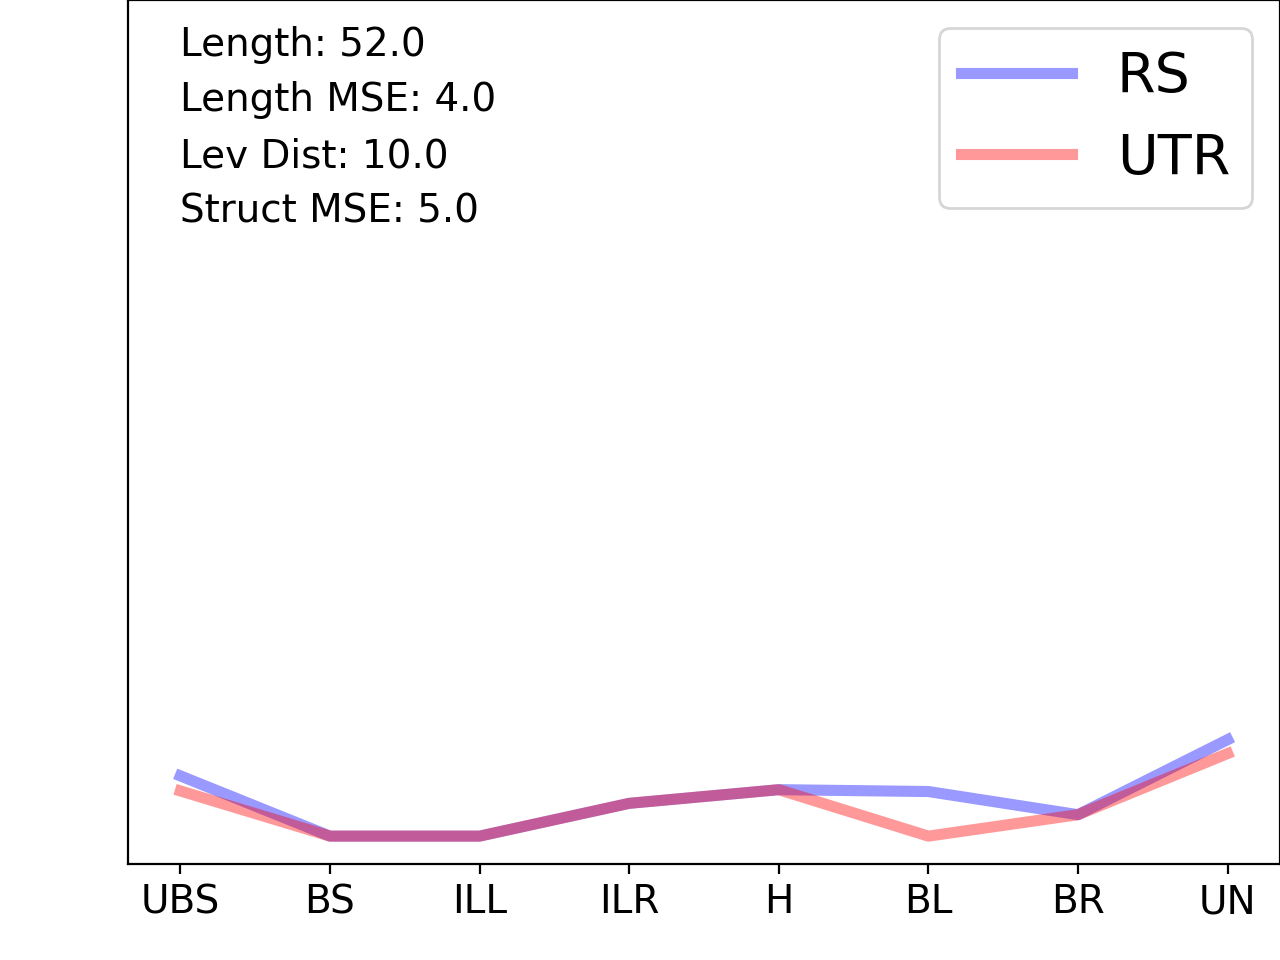 Length: 52.0
Length MSE: 4.0
Lev Dist: 10.0
Struct MSE: 5.0
RS
UTR
UBS BS ILL ILR H BL BR UN